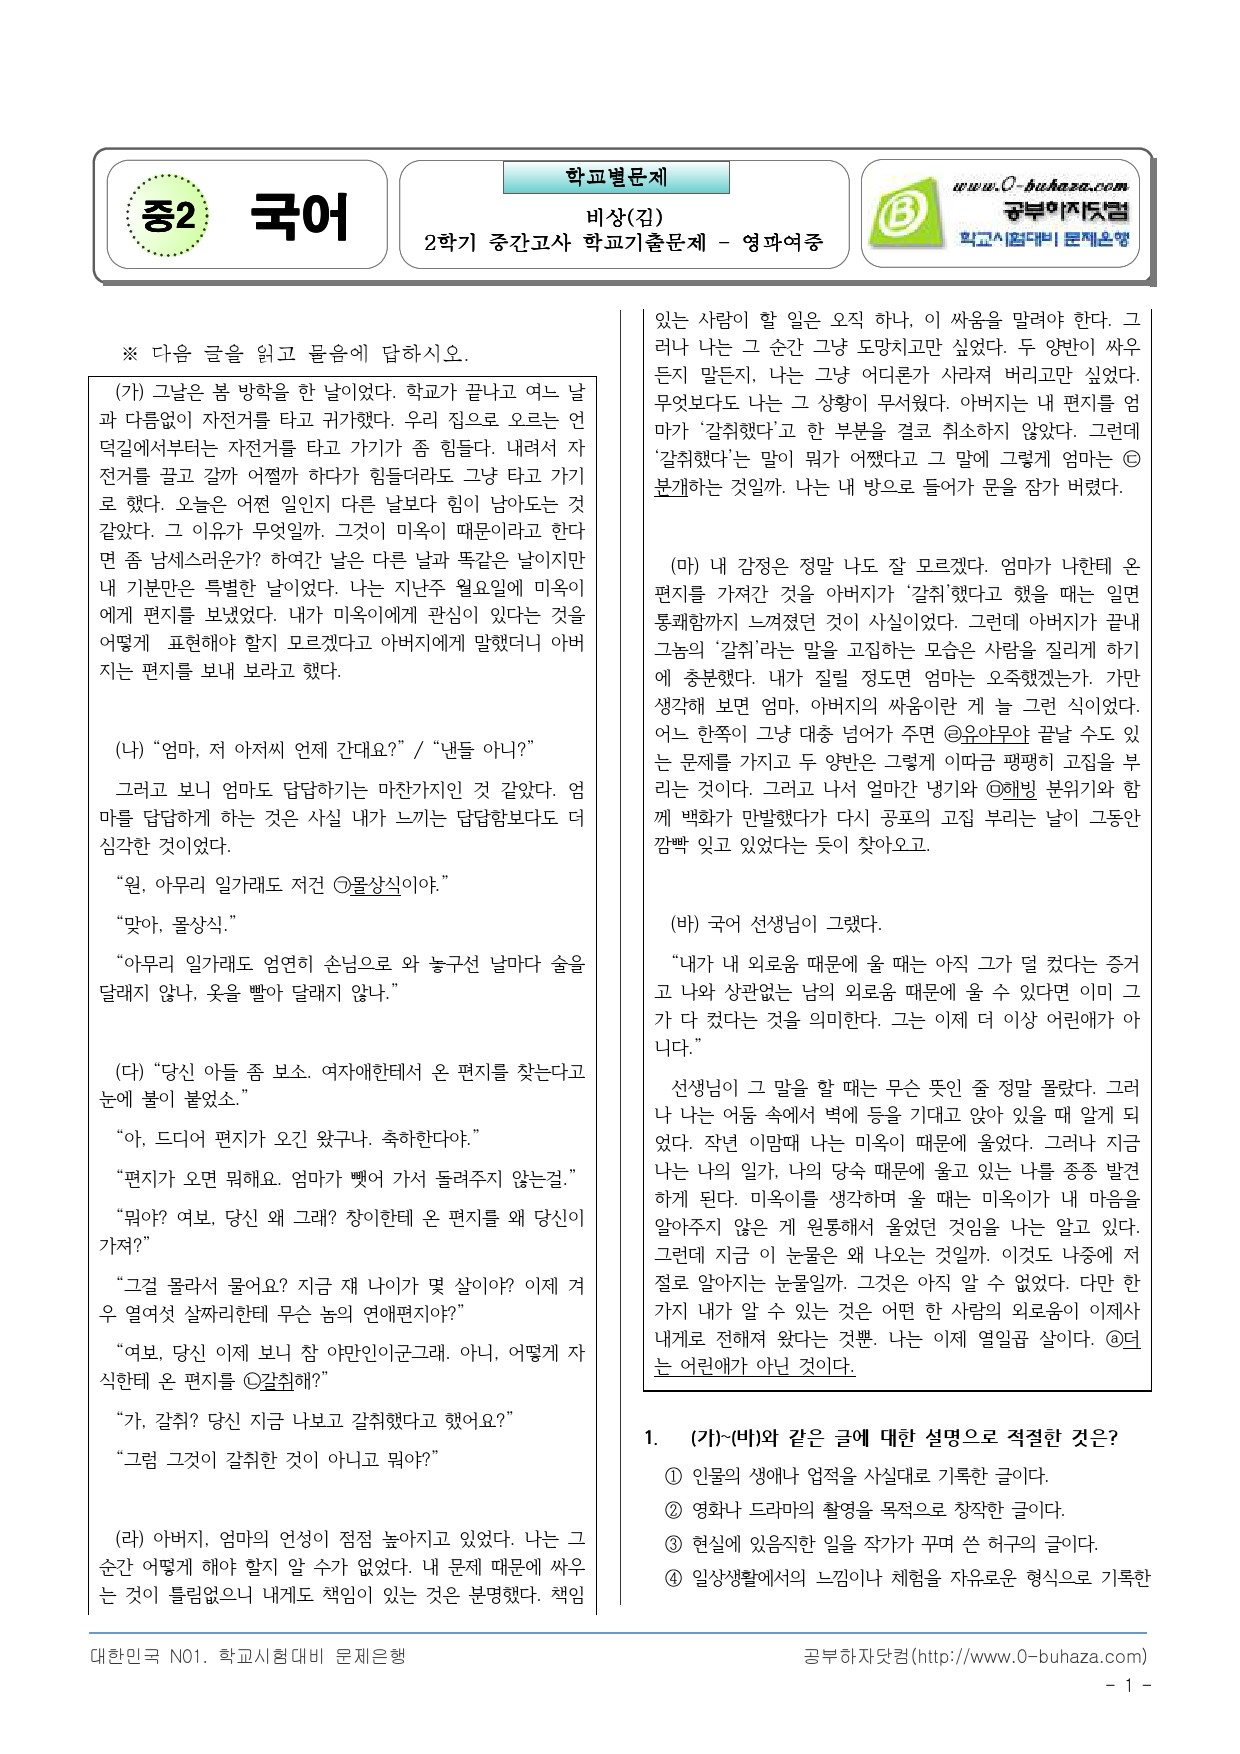 중2
국어
학교별문제
비상(김)
2학기 중간고사 학교기출문제 - 영파여중
www.0-buhaza.com
공부하자닷컴
학교시험대비 문제은행
※ 다음 글을 읽고 물음에 답하시오.
(가) 그날은 봄 방학을 한 날이었다. 학교가 끝나고 여느 날
과 다름없이 자전거를 타고 귀가했다. 우리 집으로 오르는 언
덕길에서부터는 자전거를 타고 가기가 좀 힘들다. 내려서 자
전거를 끌고 갈까 어쩔까 하다가 힘들더라도 그냥 타고 가기
로 했다. 오늘은 어쩐 일인지 다른 날보다 힘이 남아도는 것
같았다. 그 이유가 무엇일까. 그것이 미옥이 때문이라고 한다
면 좀 남세스러운가? 하여간 날은 다른 날과 똑같은 날이지만
내 기분만은 특별한 날이었다. 나는 지난주 월요일에 미옥이
에게 편지를 보냈었다. 내가 미옥이에게 관심이 있다는 것을
어떻게 표현해야 할지 모르겠다고 아버지에게 말했더니 아버
지는 편지를 보내 보라고 했다.
(나) “엄마, 저 아저씨 언제 간대요?” / “낸들 아니?”
그러고 보니 엄마도 답답하기는 마찬가지인 것 같았다. 엄
마를 답답하게 하는 것은 사실 내가 느끼는 답답함보다도 더
심각한 것이었다.
“원, 아무리 일가래도 저건 ㉠몰상식이야.”
“맞아, 몰상식.”
“아무리 일가래도 엄연히 손님으로 와 놓구선 날마다 술을
달래지 않나, 옷을 빨아 달래지 않나.”
(다) “당신 아들 좀 보소. 여자애한테서 온 편지를 찾는다고
눈에 불이 붙었소.”
“아, 드디어 편지가 오긴 왔구나. 축하한다야.”
“편지가 오면 뭐해요. 엄마가 뺏어 가서 돌려주지 않는걸.”
“뭐야? 여보, 당신 왜 그래? 창이한테 온 편지를 왜 당신이
가져?”
“그걸 몰라서 물어요? 지금 쟤 나이가 몇 살이야? 이제 겨
우 열여섯 살짜리한테 무슨 놈의 연애편지야?”
“여보, 당신 이제 보니 참 야만인이군그래. 아니, 어떻게 자
식한테 온 편지를 ㉡갈취해?”
“가, 갈취? 당신 지금 나보고 갈취했다고 했어요?”
“그럼 그것이 갈취한 것이 아니고 뭐야?”
(라) 아버지, 엄마의 언성이 점점 높아지고 있었다. 나는 그
순간 어떻게 해야 할지 알 수가 없었다. 내 문제 때문에 싸우
는 것이 틀림없으니 내게도 책임이 있는 것은 분명했다. 책임
있는 사람이 할 일은 오직 하나, 이 싸움을 말려야 한다. 그
러나 나는 그 순간 그냥 도망치고만 싶었다. 두 양반이 싸우
든지 말든지, 나는 그냥 어디론가 사라져 버리고만 싶었다.
무엇보다도 나는 그 상황이 무서웠다. 아버지는 내 편지를 엄
마가 ‘갈취했다’고 한 부분을 결코 취소하지 않았다. 그런데
‘갈취했다’는 말이 뭐가 어쨌다고 그 말에 그렇게 엄마는 ㉢
분개하는 것일까. 나는 내 방으로 들어가 문을 잠가 버렸다.
(마) 내 감정은 정말 나도 잘 모르겠다. 엄마가 나한테 온
편지를 가져간 것을 아버지가 ‘갈취’했다고 했을 때는 일면
통쾌함까지 느껴졌던 것이 사실이었다. 그런데 아버지가 끝내
그놈의 ‘갈취’라는 말을 고집하는 모습은 사람을 질리게 하기
에 충분했다. 내가 질릴 정도면 엄마는 오죽했겠는가. 가만
생각해 보면 엄마, 아버지의 싸움이란 게 늘 그런 식이었다.
어느 한쪽이 그냥 대충 넘어가 주면 ㉣유야무야 끝날 수도 있
는 문제를 가지고 두 양반은 그렇게 이따금 팽팽히 고집을 부
리는 것이다. 그러고 나서 얼마간 냉기와 ㉤해빙 분위기와 함
께 백화가 만발했다가 다시 공포의 고집 부리는 날이 그동안
깜빡 잊고 있었다는 듯이 찾아오고.
(바) 국어 선생님이 그랬다.
“내가 내 외로움 때문에 울 때는 아직 그가 덜 컸다는 증거
고 나와 상관없는 남의 외로움 때문에 울 수 있다면 이미 그
가 다 컸다는 것을 의미한다. 그는 이제 더 이상 어린애가 아
니다.”
선생님이 그 말을 할 때는 무슨 뜻인 줄 정말 몰랐다. 그러
나 나는 어둠 속에서 벽에 등을 기대고 앉아 있을 때 알게 되
었다. 작년 이맘때 나는 미옥이 때문에 울었다. 그러나 지금
나는 나의 일가, 나의 당숙 때문에 울고 있는 나를 종종 발견
하게 된다. 미옥이를 생각하며 울 때는 미옥이가 내 마음을
알아주지 않은 게 원통해서 울었던 것임을 나는 알고 있다.
그런데 지금 이 눈물은 왜 나오는 것일까. 이것도 나중에 저
절로 알아지는 눈물일까. 그것은 아직 알 수 없었다. 다만 한
가지 내가 알 수 있는 것은 어떤 한 사람의 외로움이 이제사
내게로 전해져 왔다는 것뿐. 나는 이제 열일곱 살이다. ⓐ더
는 어린애가 아닌 것이다.
1. (가)~(바)와 같은 글에 대한 설명으로 적절한 것은?
① 인물의 생애나 업적을 사실대로 기록한 글이다.
② 영화나 드라마의 촬영을 목적으로 창작한 글이다.
③ 현실에 있음직한 일을 작가가 꾸며 쓴 허구의 글이다.
④ 일상생활에서의 느낌이나 체험을 자유로운 형식으로 기록한
대한민국 N01. 학교시험대비 문제은행
공부하자닷컴(http://www.0-buhaza.com)
- 1 -